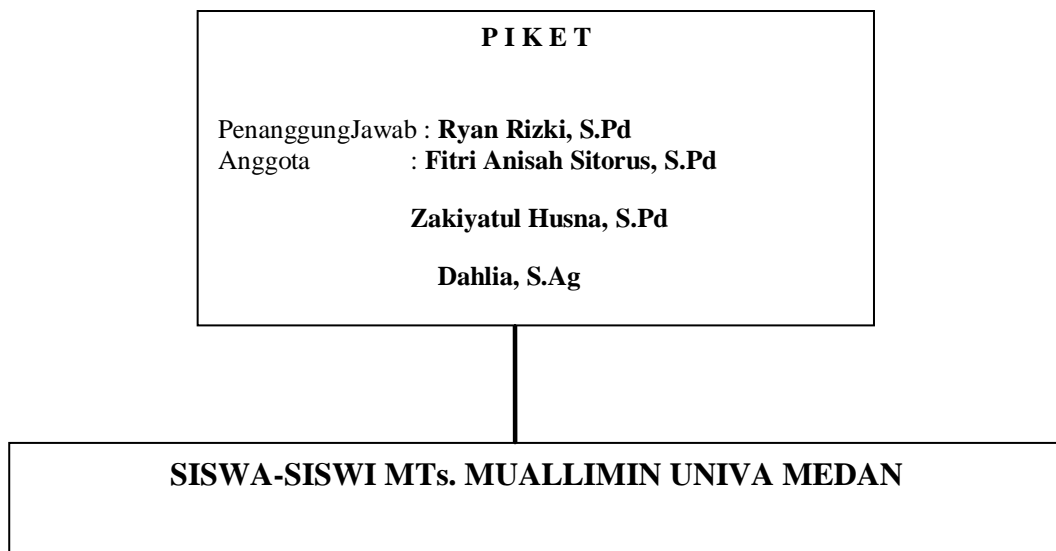 P I K E T
PenanggungJawab : Ryan Rizki, S.Pd
Anggota : Fitri Anisah Sitorus, S.Pd
Zakiyatul Husna, S.Pd
Dahlia, S.Ag
SISWA-SISWI MTs. MUALLIMIN UNIVA MEDAN